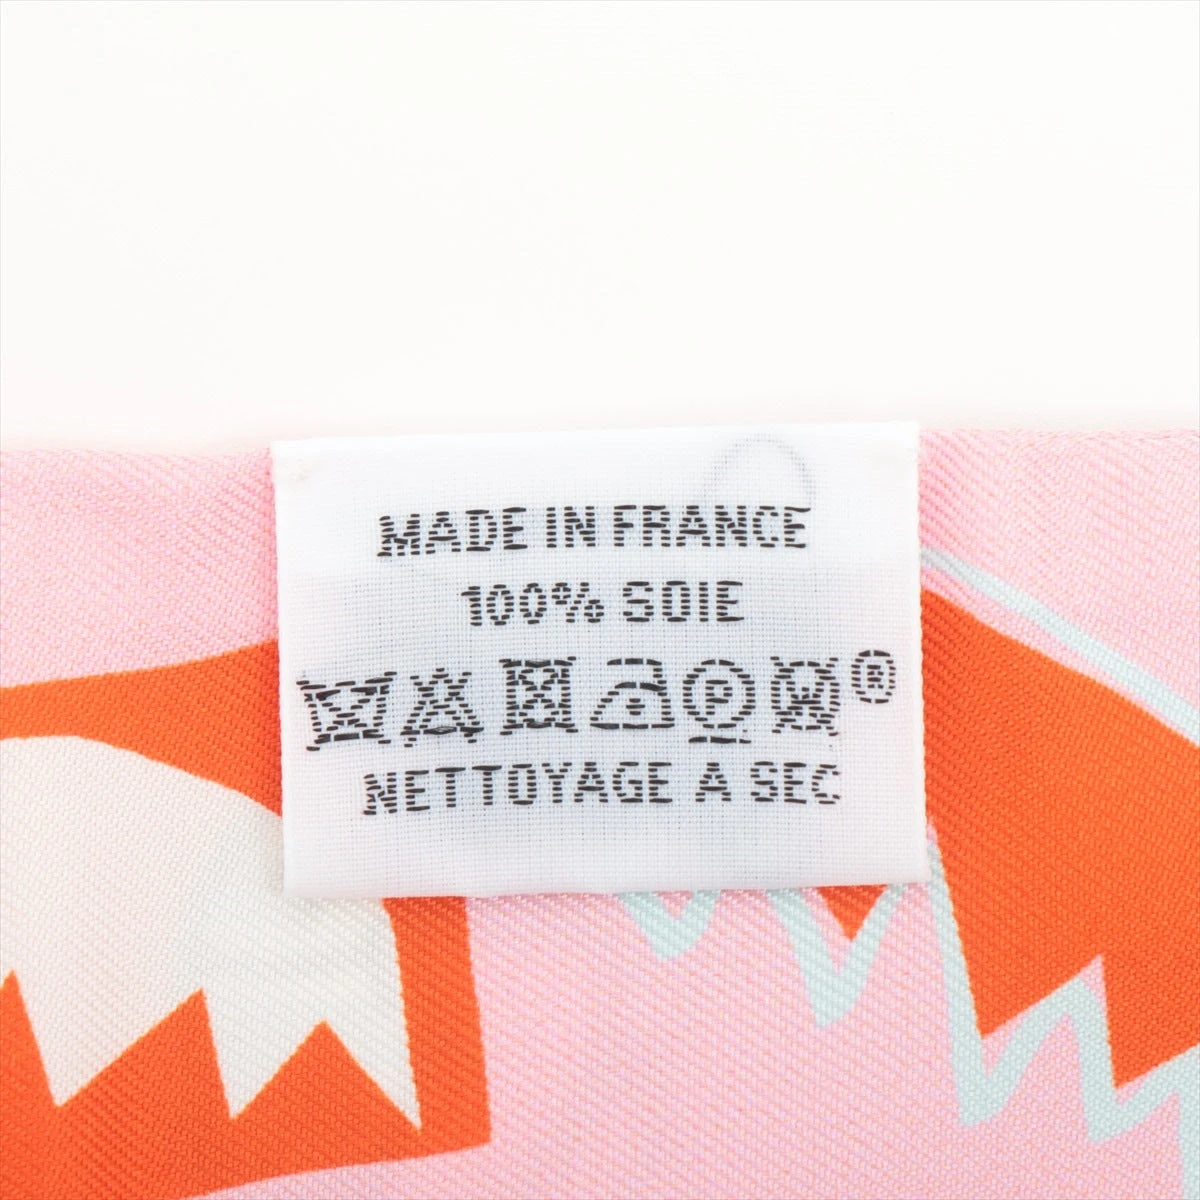 MADE IN FRANCE
100% SOIE
P ®
NETTOYAGE A SEC